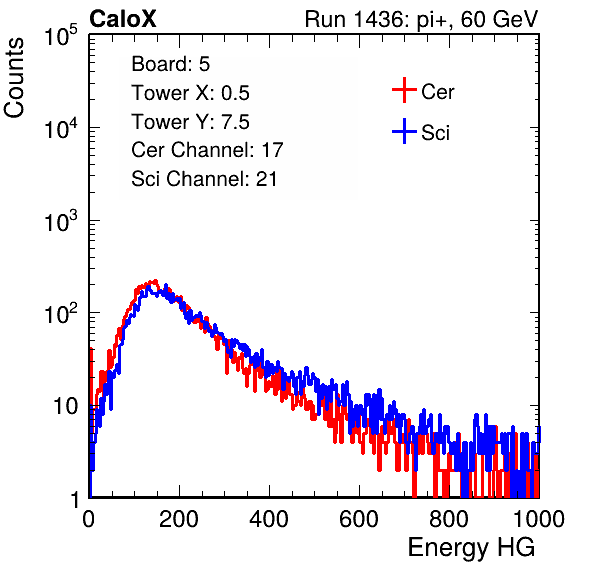 CaloX Run 1436: pi+, 60 GeV
Counts
10^5
10^4
10^3
10^2
10
1
Board: 5
Tower X: 0.5
Tower Y: 7.5
Cer Channel: 17
Sci Channel: 21
Cer
Sci
0 200 400 600 800 1000
Energy HG